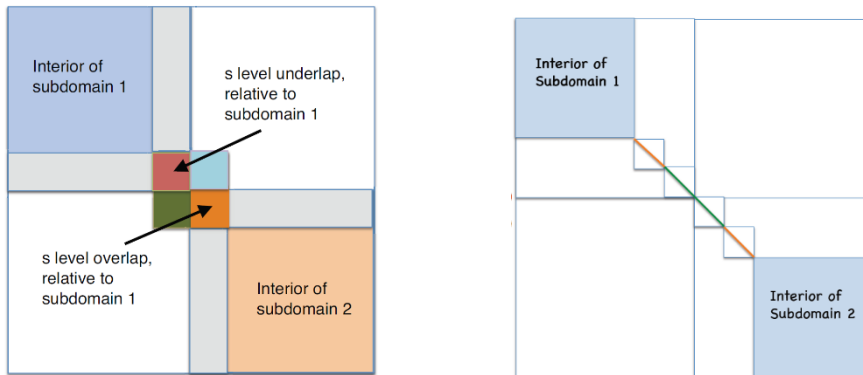 Interior of
subdomain 1
s level underlap,
relative to
subdomain 1
s level overlap,
relative to
subdomain 1
Interior of
subdomain 2
Interior of
Subdomain 1
Interior of
Subdomain 2